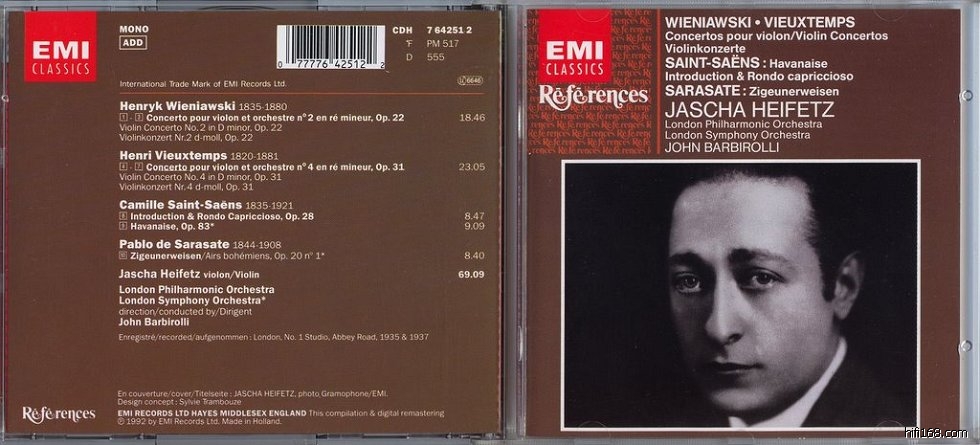 EMI
CLASSICS
MONO
ADD
CDH 7 64251 2
°F PM 517
D 555
0 77776 42512 2
International Trade Mark of EMI Records Ltd.
6646
Henryk Wieniawski 1835-1880
1 - 3 Concerto pour violon et orchestre n° 2 en ré mineur, Op. 22 18.46
Violin Concerto No. 2 in D minor, op. 22
Violinkonzert Nr.2 d-moll, op. 22
Henri Vieuxtemps 1820-1881
4 - 7 Concerto pour violon et orchestre n° 4 en ré mineur, Op. 31 23.05
Violin Concerto No. 4 in D minor, Op. 31
Violinkonzert Nr. 4 d-moll, Op. 31
Camille Saint-Saëns 1835-1921
8 Introduction & Rondo Capriccioso, Op. 28 8.47
9 Havanaise, Op. 83* 9.09
Pablo de Sarasate 1844-1908
10 Zigeunerweisen/Airs bohémiens, Op. 20 n° 1* 8.40
Jascha Heifetz violon/Violin 69.09
London Philharmonic Orchestra
London Symphony Orchestra*
direction/conducted by/Dirigent
John Barbirolli
Enregistré/recorded/aufgenommen : London, No. 1 Studio, Abbey Road, 1935 & 1937
En couverture/cover/Titelseite : JASCHA HEIFETZ, photo Gramophone/EMI.
Design concept : Sylvie Trambouze
Références
EMI RECORDS LTD HAYES MIDDLESEX ENGLAND This compilation & digital remastering
℗ 1992 by EMI Records Ltd. Made in Holland.
EMI
CLASSICS
Références
WIENIAWSKI • VIEUXTEMPS
Concertos pour violon/Violin Concertos
Violinkonzerte
SAINT-SAËNS : Havanaise
Introduction & Rondo capriccioso
SARASATE : Zigeunerweisen
JASCHA HEIFETZ
London Philharmonic Orchestra
London Symphony Orchestra
JOHN BARBIROLLI
hifi168.com